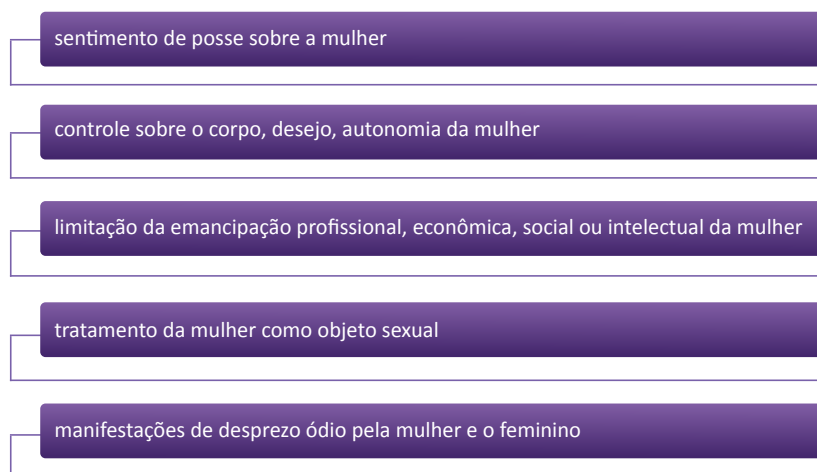 sentimento de posse sobre a mulher
controle sobre o corpo, desejo, autonomia da mulher
limitação da emancipação profissional, econômica, social ou intelectual da mulher
tratamento da mulher como objeto sexual
manifestações de desprezo ódio pela mulher e o feminino